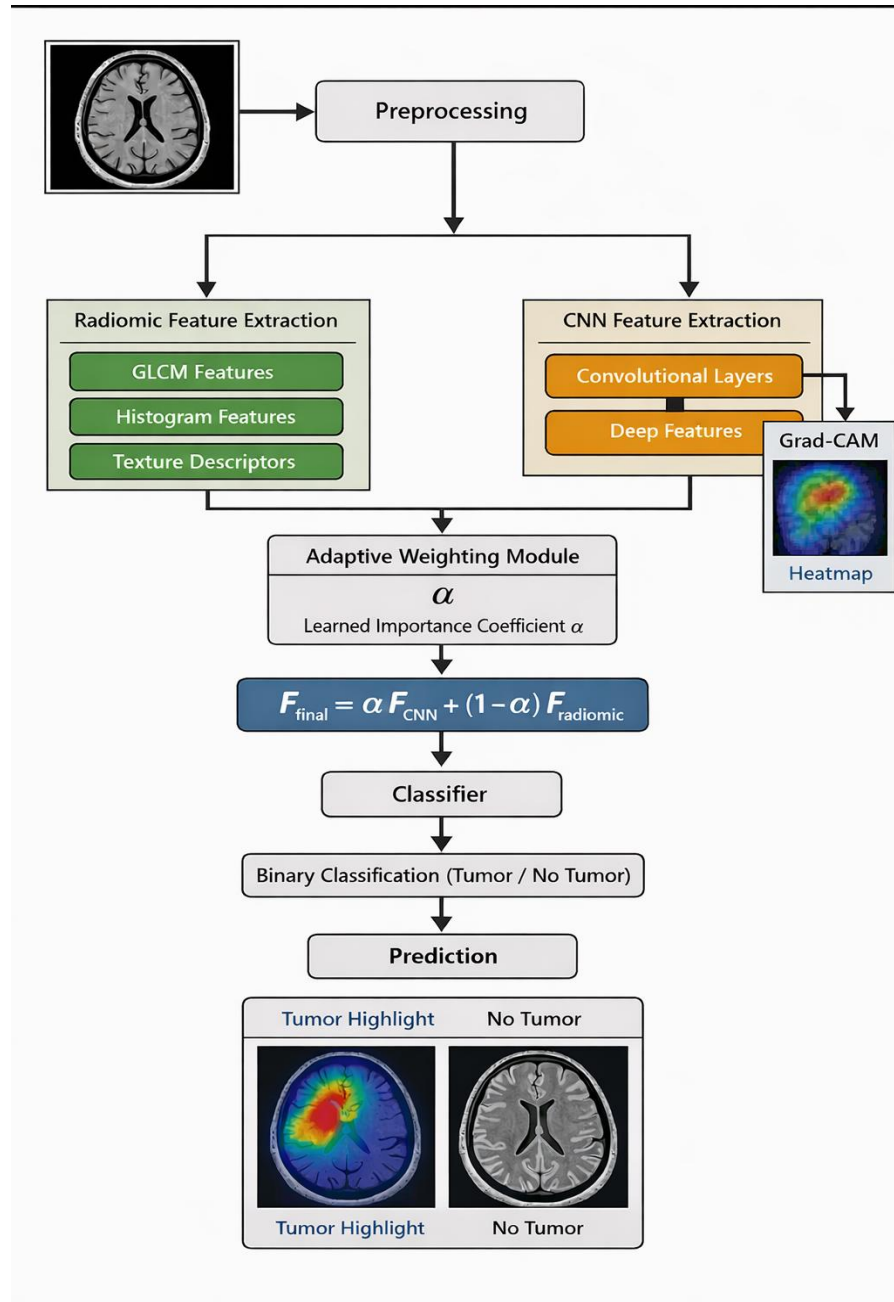 Preprocessing
Radiomic Feature Extraction
GLCM Features
Histogram Features
Texture Descriptors
CNN Feature Extraction
Convolutional Layers
Deep Features
Grad-CAM
Heatmap
Adaptive Weighting Module
α
Learned Importance Coefficient α
F_final = α F_CNN + (1−α) F_radiomic
Classifier
Binary Classification (Tumor / No Tumor)
Prediction
Tumor Highlight No Tumor
Tumor Highlight No Tumor